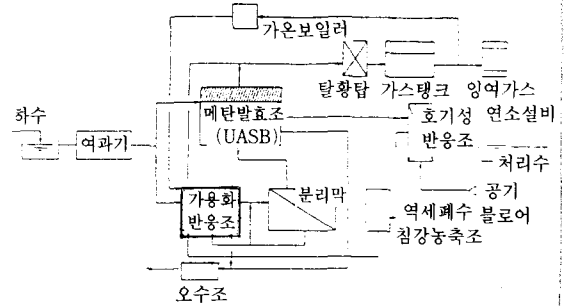 가온보일러
탈황탑 가스탱크 잉여가스
연소설비
하수
여과기
메탄발효조
(UASB)
호기성
반응조
처리수
공기
블로어
가용화
반응조
분리막
역세폐수
침강농축조
오수조